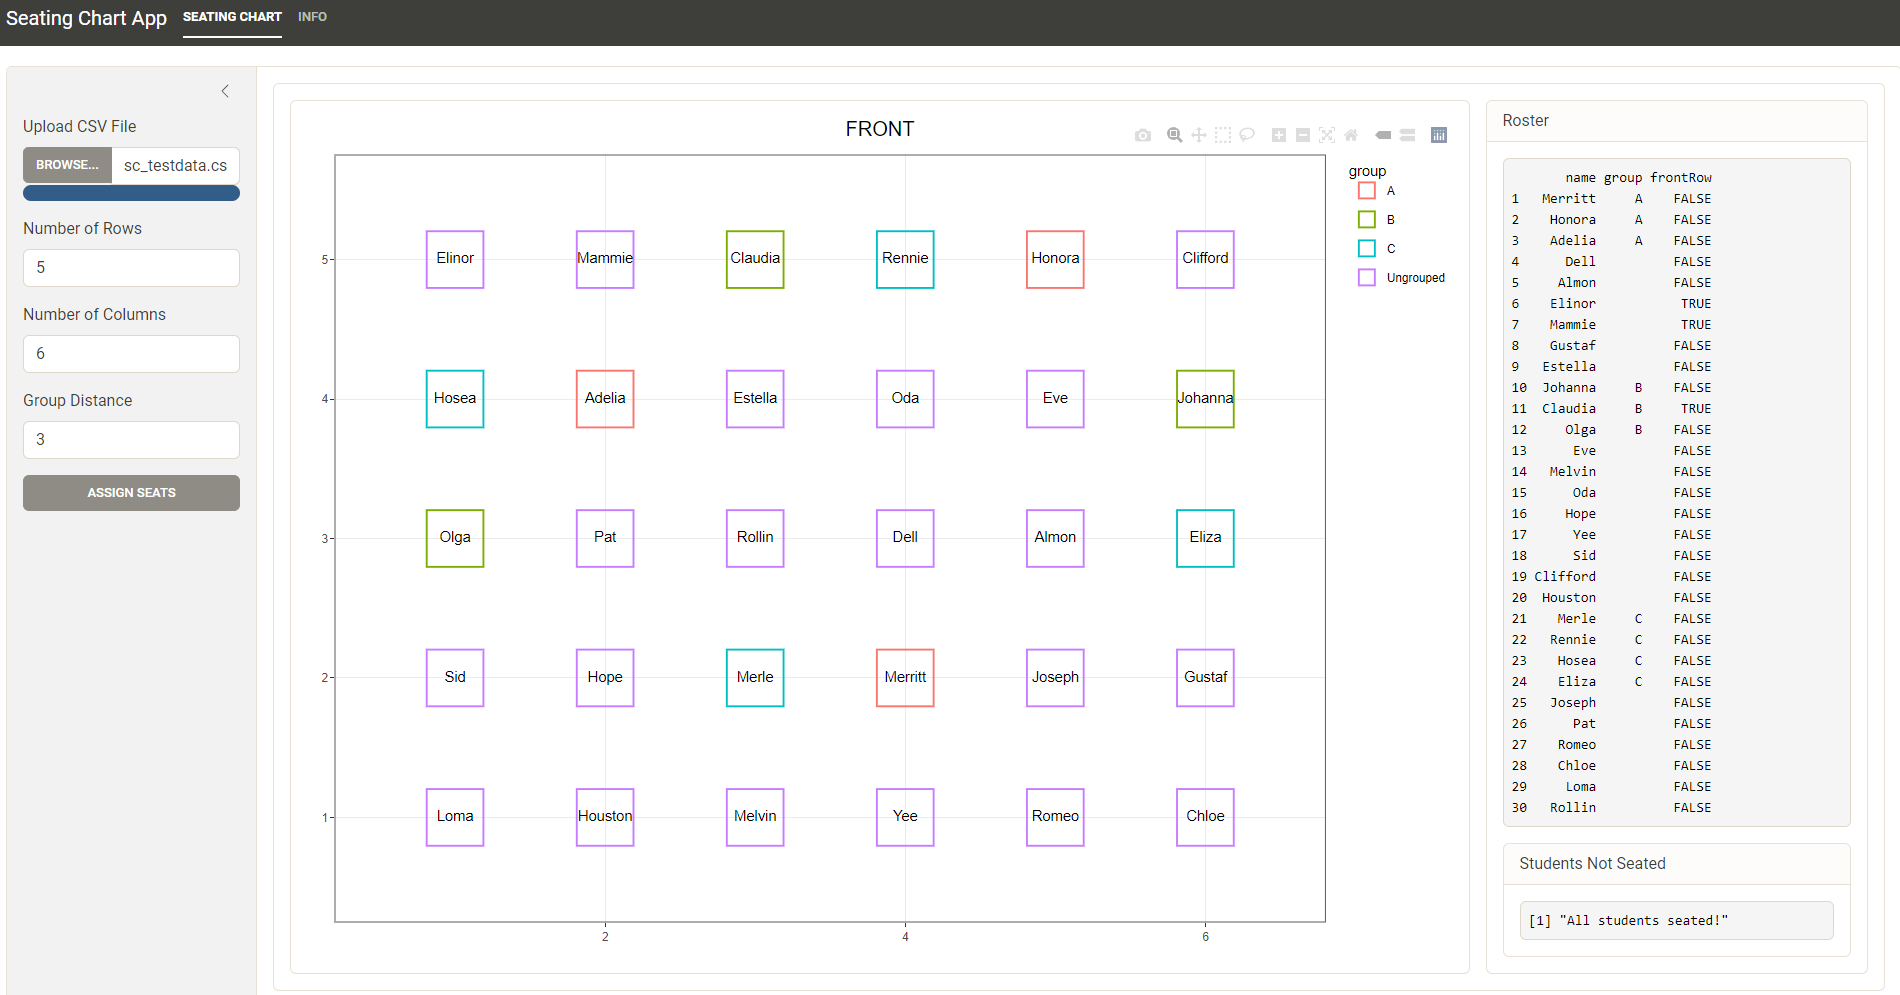 Seating Chart App SEATING CHART INFO
Upload CSV File
BROWSE... sc_testdata.cs
Number of Rows
5
Number of Columns
6
Group Distance
3
ASSIGN SEATS
FRONT
group
A
B
C
Ungrouped
5 Elinor Mammie Claudia Rennie Honora Clifford
4 Hosea Adelia Estella Oda Eve Johanna
3 Olga Pat Rollin Dell Almon Eliza
2 Sid Hope Merle Merritt Joseph Gustaf
1 Loma Houston Melvin Yee Romeo Chloe
2 4 6
Roster
name group frontRow
1 Merritt A FALSE
2 Honora A FALSE
3 Adelia A FALSE
4 Dell FALSE
5 Almon FALSE
6 Elinor TRUE
7 Mammie TRUE
8 Gustaf FALSE
9 Estella FALSE
10 Johanna B FALSE
11 Claudia B TRUE
12 Olga B FALSE
13 Eve FALSE
14 Melvin FALSE
15 Oda FALSE
16 Hope FALSE
17 Yee FALSE
18 Sid FALSE
19 Clifford FALSE
20 Houston FALSE
21 Merle C FALSE
22 Rennie C FALSE
23 Hosea C FALSE
24 Eliza C FALSE
25 Joseph FALSE
26 Pat FALSE
27 Romeo FALSE
28 Chloe FALSE
29 Loma FALSE
30 Rollin FALSE
Students Not Seated
[1] "All students seated!"